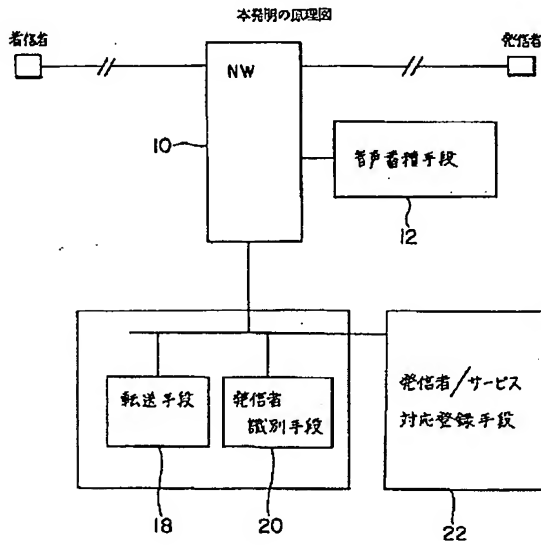 本発明の原理図
着信者
発信者
NW
10
音声蓄積手段
12
転送手段
発信者
識別手段
発信者/サービス
対応登録手段
18
20
22